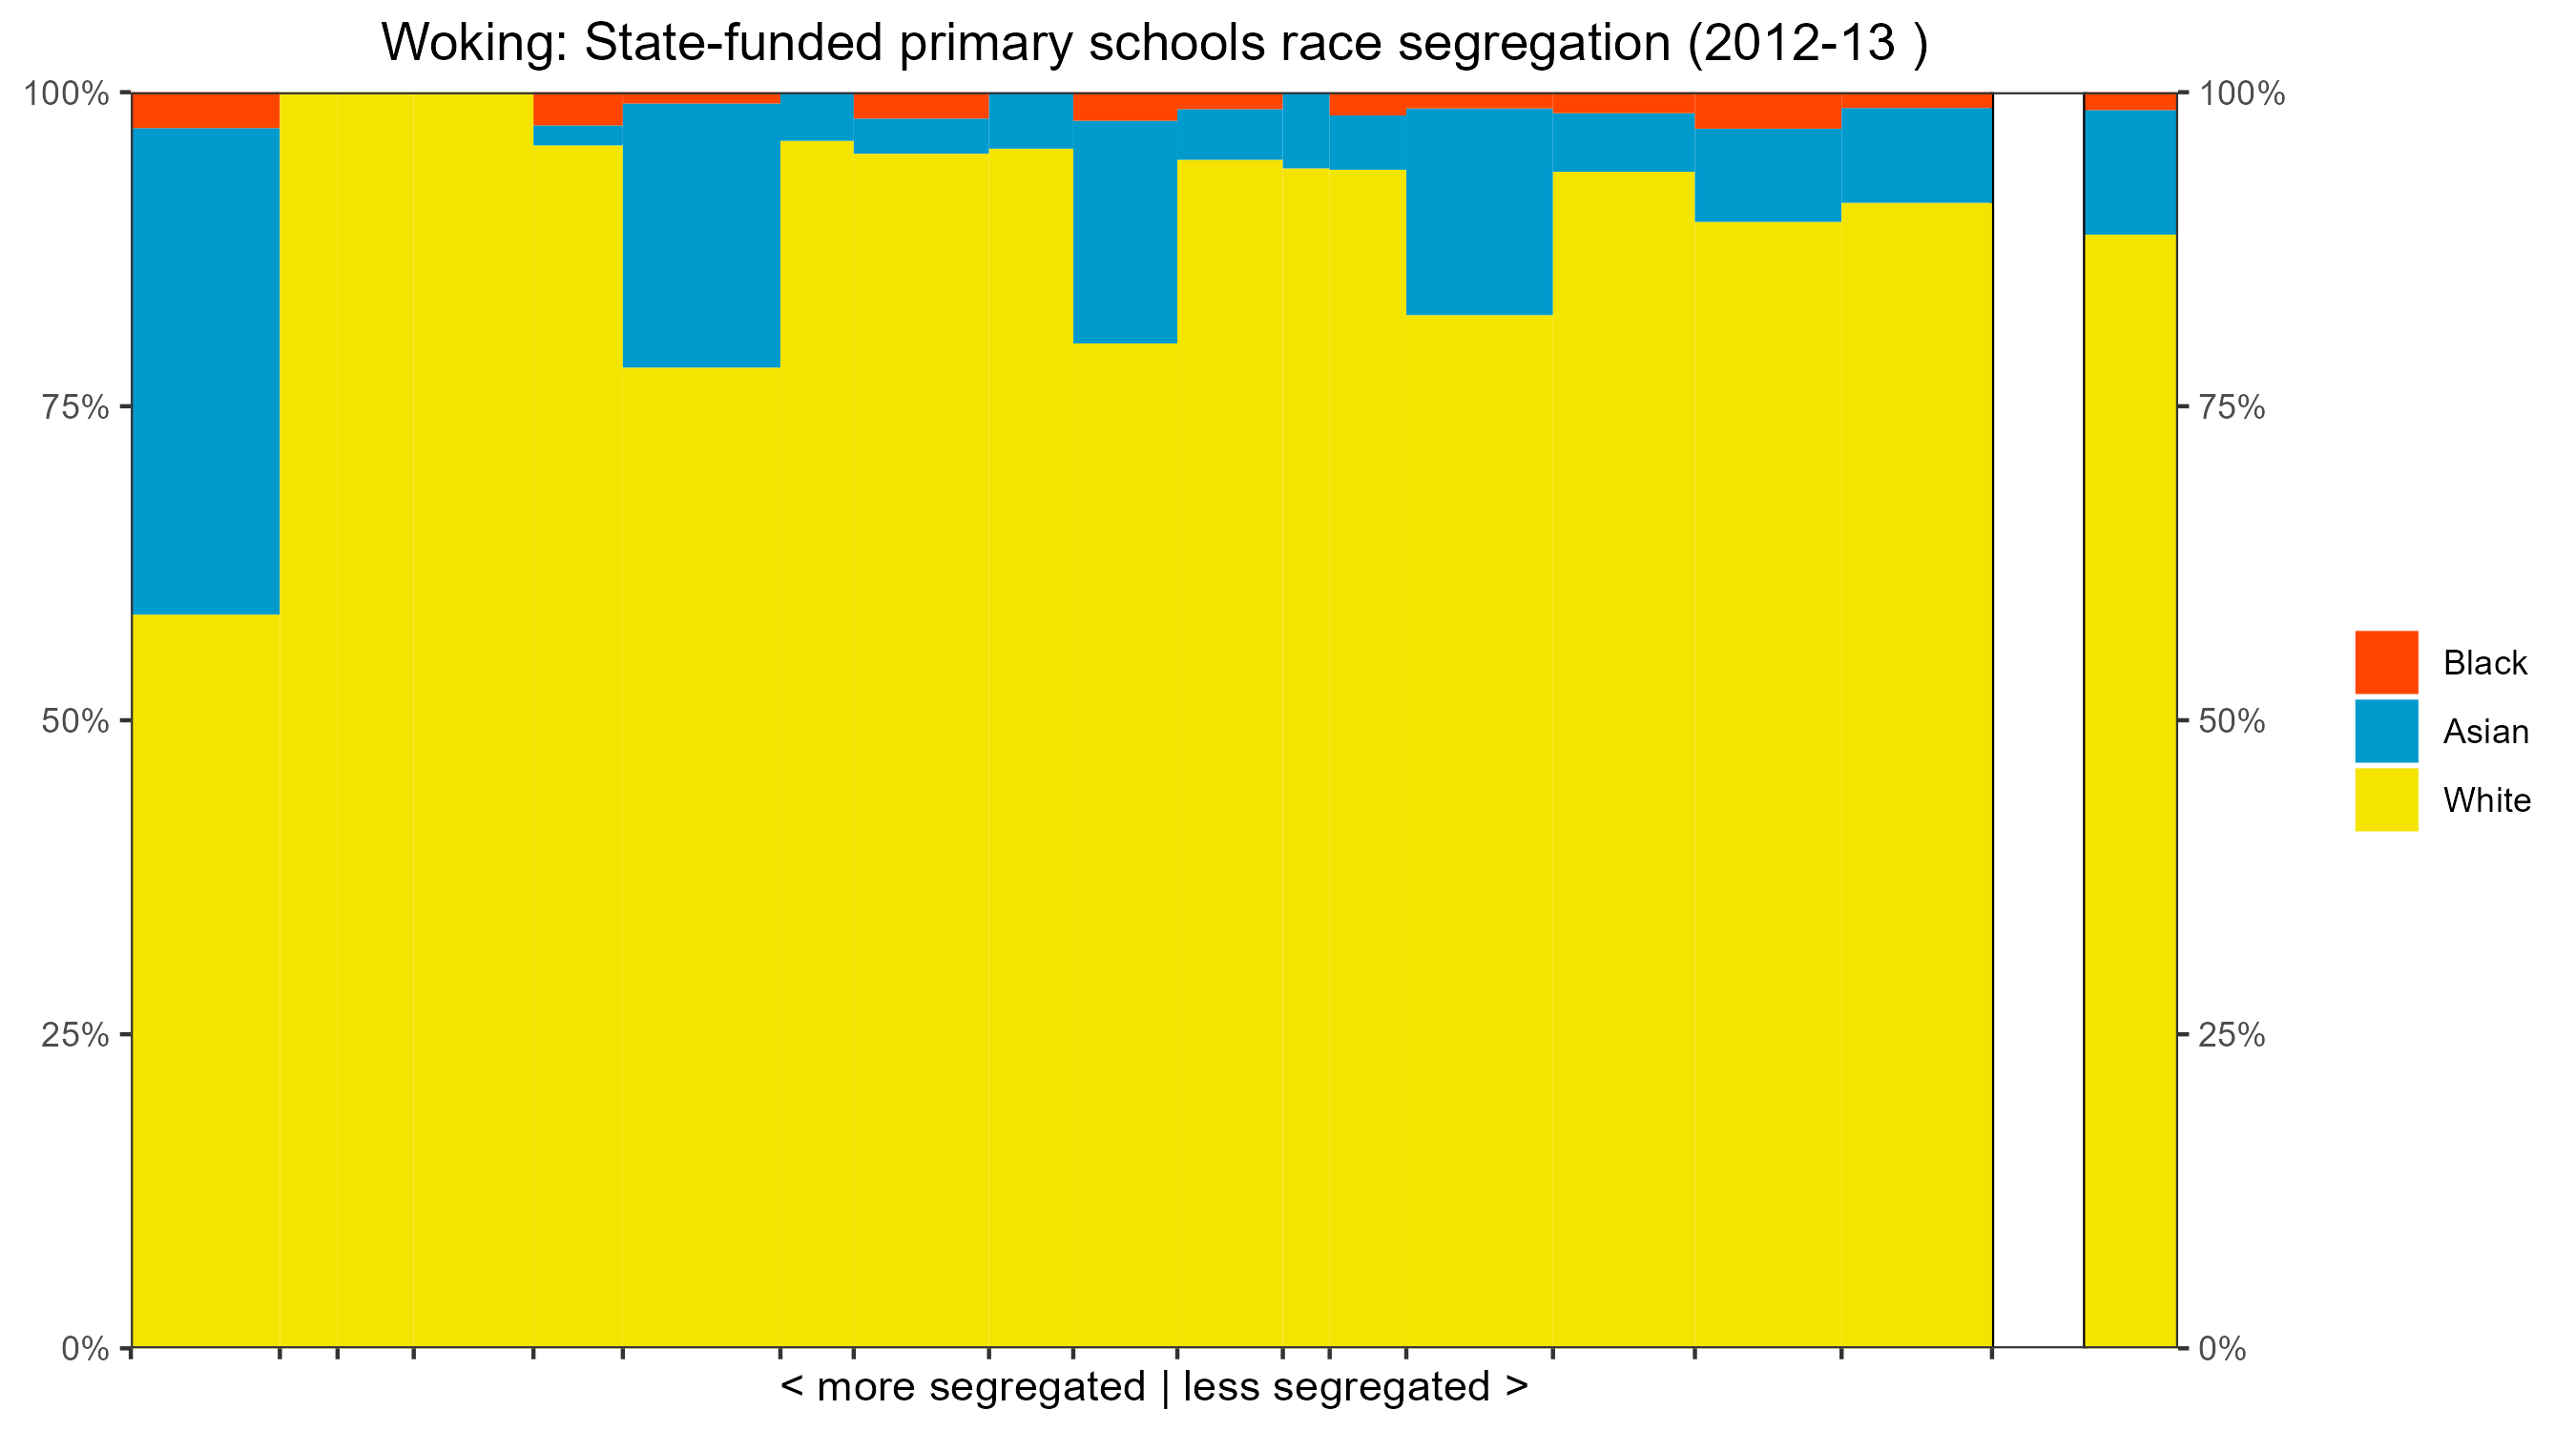 Woking: State-funded primary schools race segregation (2012-13 )
100%
75%
50%
25%
0%
100%
75%
50%
25%
0%
Black
Asian
White
< more segregated | less segregated >